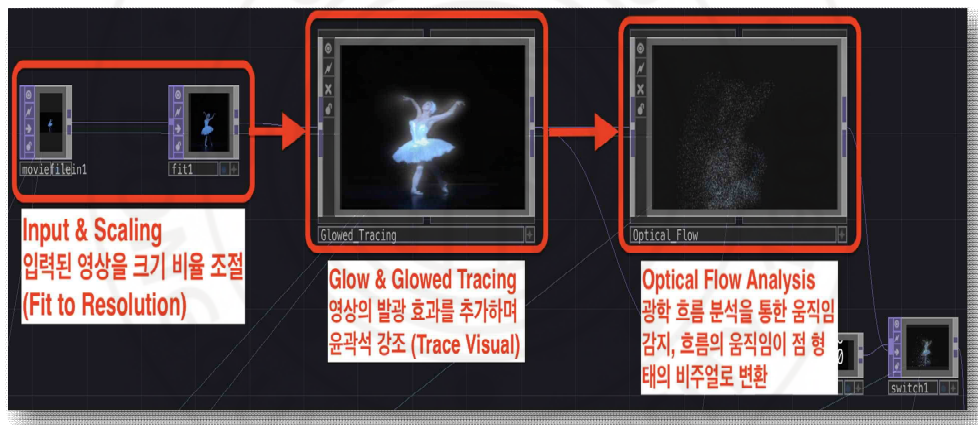 moviefilein1
fit1
Input & Scaling
입력된 영상을 크기 비율 조절
(Fit to Resolution)
Glowed_Tracing
Glow & Glowed Tracing
영상의 발광 효과를 추가하며
윤곽석 강조 (Trace Visual)
Optical_Flow
Optical Flow Analysis
광학 흐름 분석을 통한 움직임
감지, 흐름의 움직임이 점 형
태의 비주얼로 변환
switch1